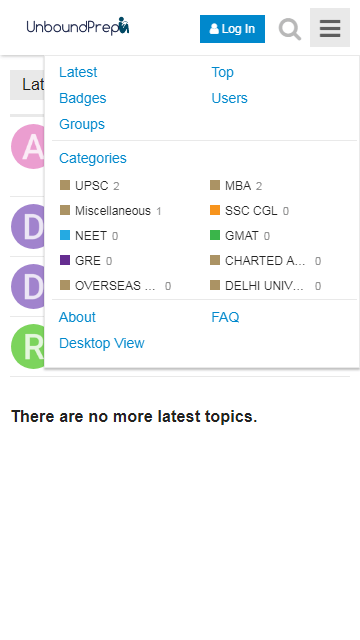 UnboundPrep
Log In
Lat
Latest Top
Badges Users
Groups
Categories
UPSC 2 MBA 2
Miscellaneous 1 SSC CGL 0
NEET 0 GMAT 0
GRE 0 CHARTED A... 0
OVERSEAS ... 0 DELHI UNIV... 0
About FAQ
Desktop View
A
D
D
R
There are no more latest topics.